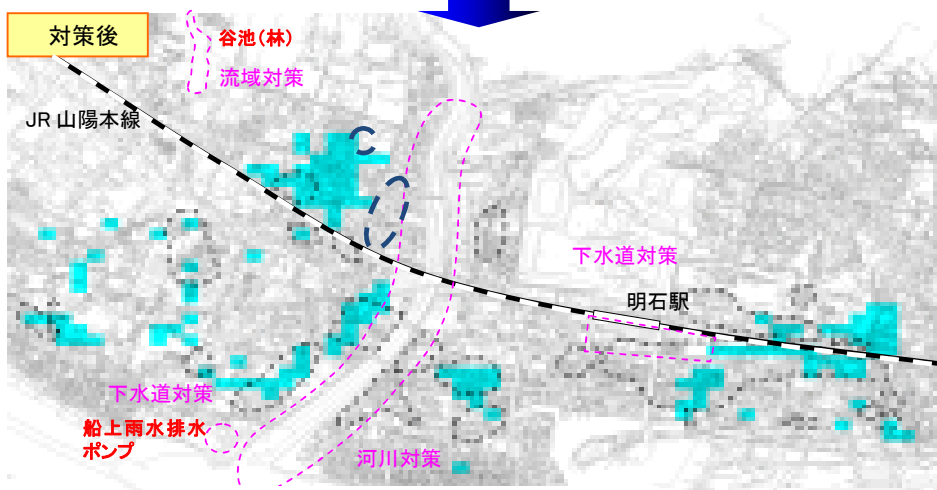 対策後
谷池(林)
流域対策
JR 山陽本線
下水道対策
明石駅
下水道対策
船上雨水排水
ポンプ
河川対策